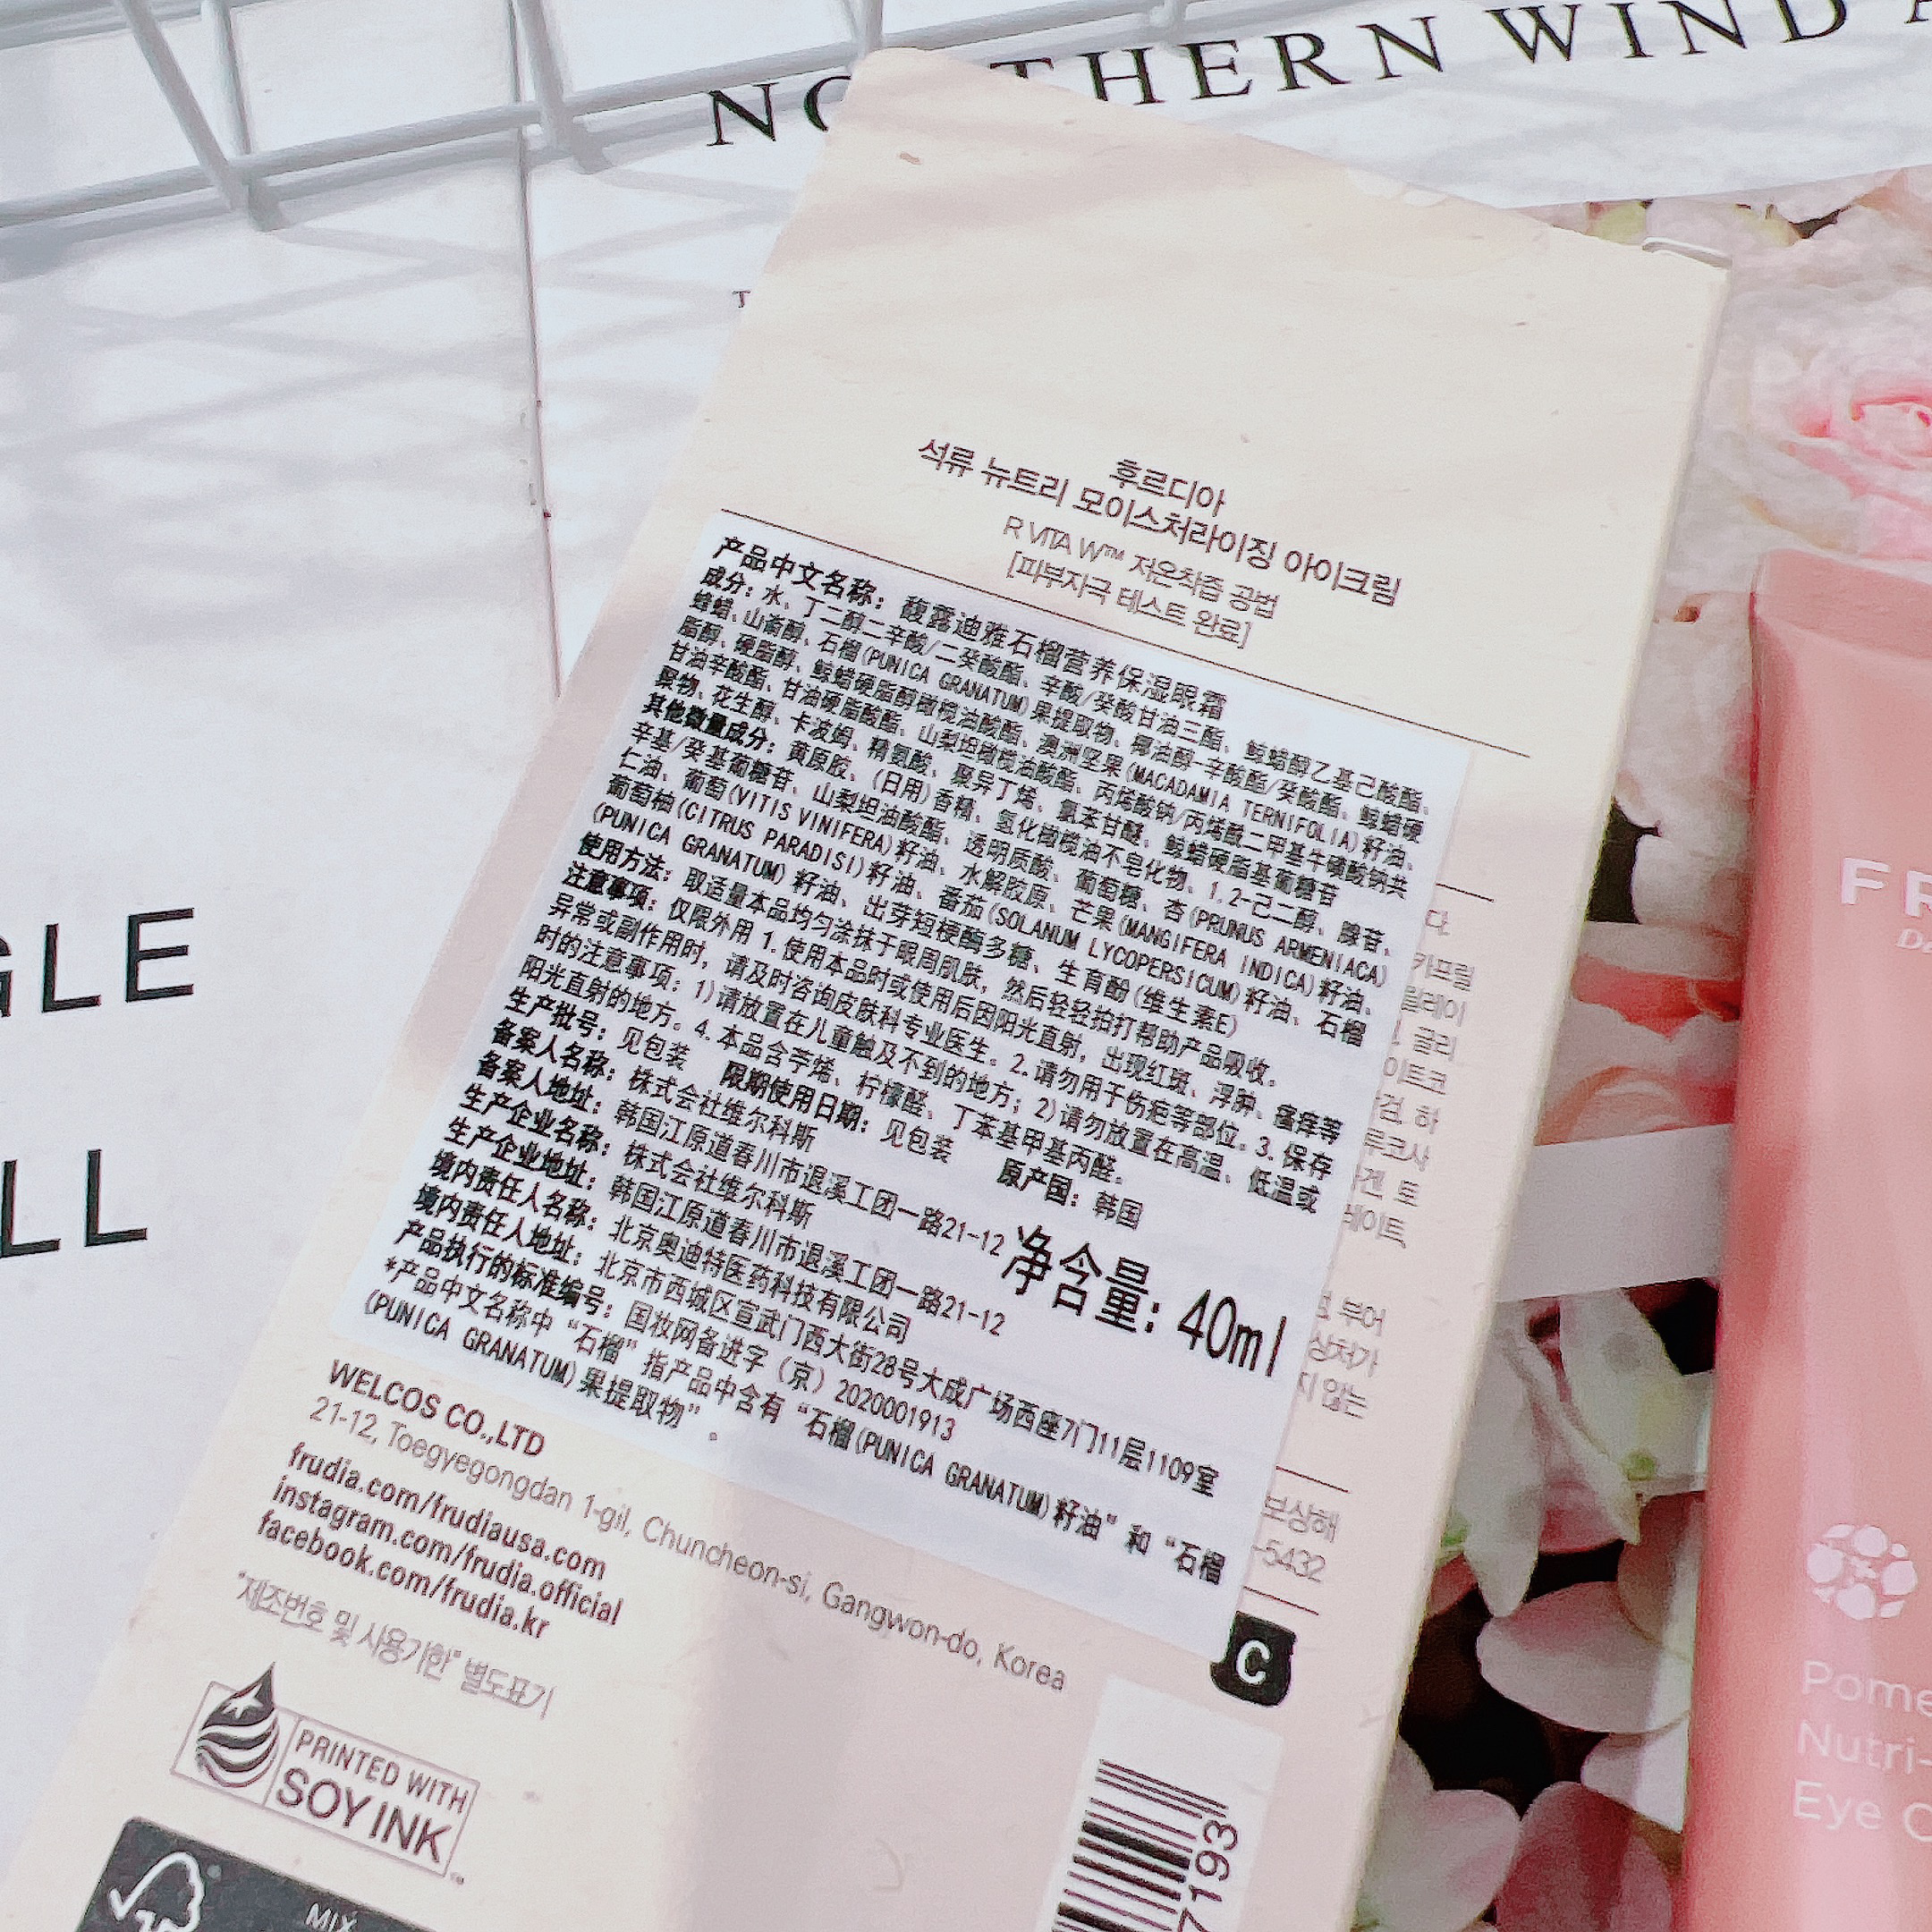 THERN WIND
GLE
LL
후르디아
석류 뉴트리 모이스처라이징 아이크림
R VITA W™ 저온착즙 공법
[피부자극 테스트 완료]
产品中文名称：馥露迪雅石榴营养保湿眼霜
成分：水、丁二醇二辛酸/二癸酸酯、辛酸/癸酸甘油三酯、鲸蜡醇乙基己酸酯、
蜂蜡、山嵛醇、石榴(PUNICA GRANATUM)果提取物、椰油醇-辛酸酯/癸酸酯、鲸蜡硬
脂醇、硬脂醇、鲸蜡硬脂醇橄榄油酸酯、澳洲坚果(MACADAMIA TERNIFOLIA)籽油、
甘油辛酸酯、甘油硬脂酸酯、山梨坦橄榄油酸酯、丙烯酸钠/丙烯酰二甲基牛磺酸钠共
聚物、花生醇、卡波姆、精氨酸、聚异丁烯、氯苯甘醚、鲸蜡硬脂基葡糖苷
其他微量成分：黄原胶、(日用)香精、氢化橄榄油不皂化物、1,2-己二醇、腺苷、
辛基/癸基葡糖苷、山梨坦油酸酯、透明质酸、葡萄糖、杏(PRUNUS ARMENIACA)
仁油、葡萄(VITIS VINIFERA)籽油、水解胶原、芒果(MANGIFERA INDICA)籽油、
葡萄柚(CITRUS PARADISI)籽油、番茄(SOLANUM LYCOPERSICUM)籽油、石榴
(PUNICA GRANATUM)籽油、出芽短梗酶多糖、生育酚(维生素E)
使用方法：取适量本品均匀涂抹于眼周肌肤，然后轻轻拍打帮助产品吸收。
注意事项：仅限外用 1.使用本品时或使用后因阳光直射，出现红斑、浮肿、瘙痒等
异常或副作用时，请及时咨询皮肤科专业医生。2.请勿用于伤疤等部位。3.保存
时的注意事项：1)请放置在儿童触及不到的地方；2)请勿放置在高温、低温或
阳光直射的地方。4.本品含苧烯、柠檬醛、丁苯基甲基丙醛。
生产批号：见包装 限期使用日期：见包装 原产国：韩国
备案人名称：株式会社维尔科斯
备案人地址：韩国江原道春川市退溪工团一路21-12
生产企业名称：株式会社维尔科斯
净含量：40ml
生产企业地址：韩国江原道春川市退溪工团一路21-12
境内责任人名称：北京奥迪特医药科技有限公司
境内责任人地址：北京市西城区宣武门西大街28号大成广场西座7门11层1109室
产品执行的标准编号：国妆网备进字（京）2020001913
*产品中文名称中“石榴”指产品中含有“石榴(PUNICA GRANATUM)籽油”和“石榴
(PUNICA GRANATUM)果提取物”。
WELCOS CO.,LTD
21-12, Toegyegongdan 1-gil, Chuncheon-si, Gangwon-do, Korea
frudia.com/frudiausa.com
instagram.com/frudia.official
facebook.com/frudia.kr
"제조번호 및 사용기한" 별도표기
PRINTED WITH
SOY INK
MIX
C
7193
다.
카프릴
부어
상처가
않는
보상해
-5432
FR
Pome
Nutri-
Eye C